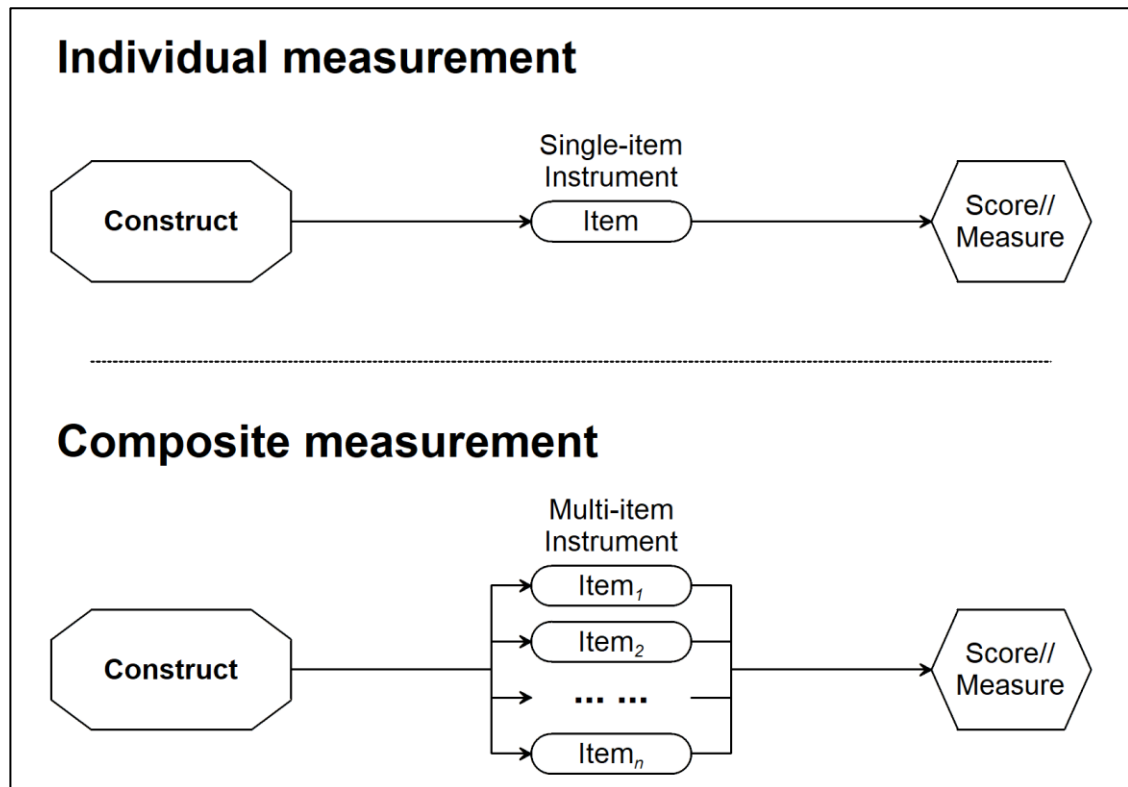 Individual measurement
Single-item
Instrument
Construct
Item
Score//
Measure
Composite measurement
Multi-item
Instrument
Item1
Item2
Construct
... ...
Itemn
Score//
Measure